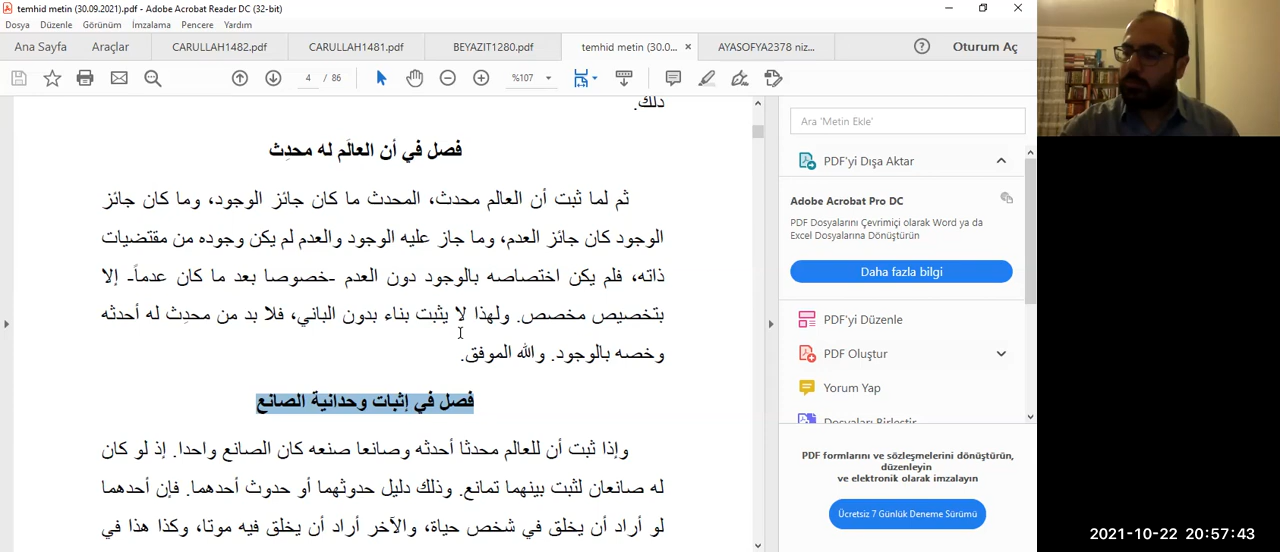 temhid metin (30.09.2021).pdf - Adobe Acrobat Reader DC (32-bit)
Dosya Düzenle Görünüm İmzalama Pencere Yardım
Ana Sayfa Araçlar CARULLAH1482.pdf CARULLAH1481.pdf BEYAZIT1280.pdf temhid metin (30.0... × AYASOFYA2378 niz... Oturum Aç
4 / 86 %107
ذلك.
فصل في أن العالَم له محدِث
ثم لما ثبت أن العالم محدث، المحدث ما كان جائز الوجود، وما كان جائز
الوجود كان جائز العدم، وما جاز عليه الوجود والعدم لم يكن وجوده من مقتضيات
ذاته، فلم يكن اختصاصه بالوجود دون العدم -خصوصا بعد ما كان عدماً- إلا
بتخصيص مخصص. ولهذا لا يثبت بناء بدون الباني، فلا بد من محدِث له أحدثه
وخصه بالوجود. والله الموفق.
فصل في إثبات وحدانية الصانع
وإذا ثبت أن للعالم محدثا أحدثه وصانعا صنعه كان الصانع واحدا. إذ لو كان
له صانعان لثبت بينهما تمانع. وذلك دليل حدوثهما أو حدوث أحدهما. فإن أحدهما
لو أراد أن يخلق في شخص حياة، والآخر أراد أن يخلق فيه موتا، وكذا هذا في
Ara 'Metin Ekle'
PDF'yi Dışa Aktar
Adobe Acrobat Pro DC
PDF Dosyalarını Çevrimiçi olarak Word ya da
Excel Dosyalarına Dönüştürün
Daha fazla bilgi
PDF'yi Düzenle
PDF Oluştur
Yorum Yap
Dosyaları Birleştir
PDF formlarını ve sözleşmelerini dönüştürün,
düzenleyin
ve elektronik olarak imzalayın
Ücretsiz 7 Günlük Deneme Sürümü
2021-10-22 20:57:43